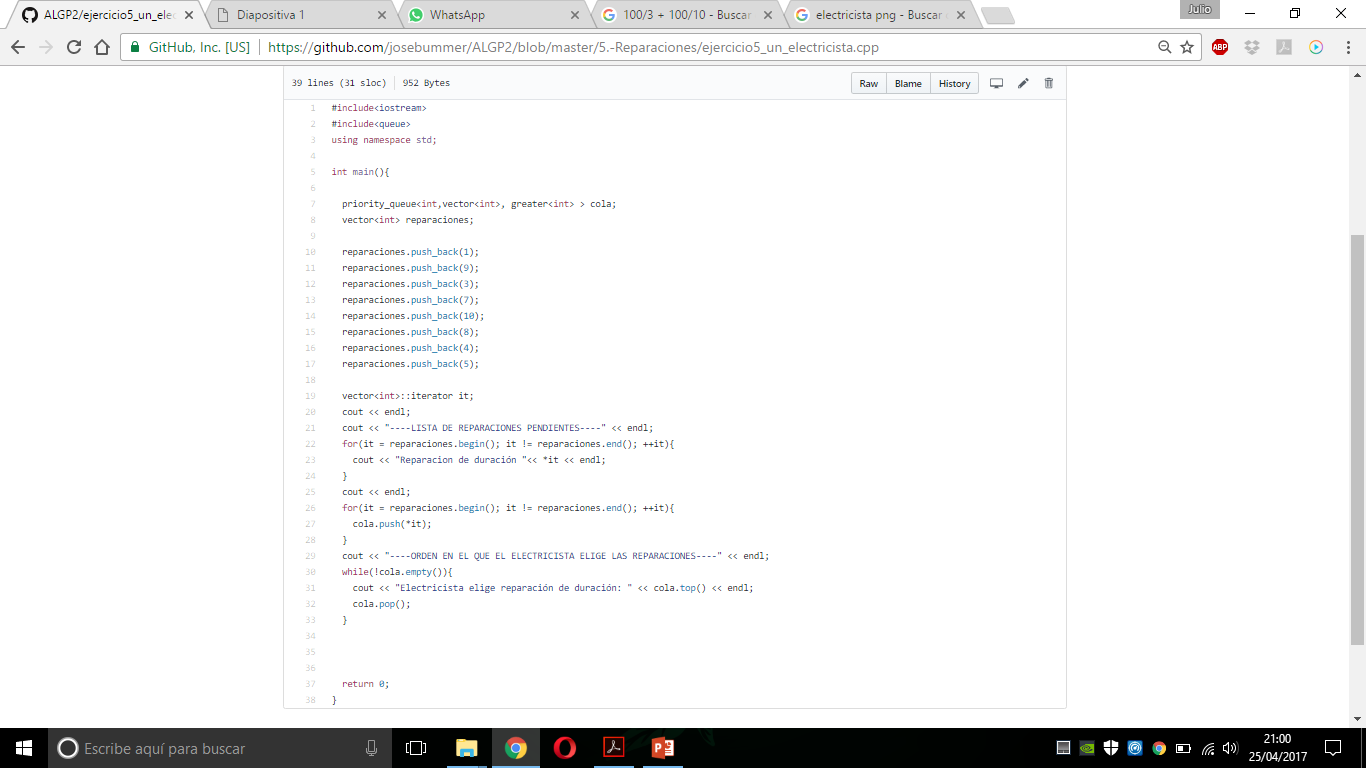 ALGP2/ejercicio5_un_elec
Diapositiva 1
WhatsApp
100/3 + 100/10 - Buscar
electricista png - Buscar
Julio
GitHub, Inc. [US]
https://github.com/josebummer/ALGP2/blob/master/5.-Reparaciones/ejercicio5_un_electricista.cpp
ABP
39 lines (31 sloc) 952 Bytes
Raw Blame History
1 #include<iostream>
2 #include<queue>
3 using namespace std;
4
5 int main(){
6
7 priority_queue<int,vector<int>, greater<int> > cola;
8 vector<int> reparaciones;
9
10 reparaciones.push_back(1);
11 reparaciones.push_back(9);
12 reparaciones.push_back(3);
13 reparaciones.push_back(7);
14 reparaciones.push_back(10);
15 reparaciones.push_back(8);
16 reparaciones.push_back(4);
17 reparaciones.push_back(5);
18
19 vector<int>::iterator it;
20 cout << endl;
21 cout << "----LISTA DE REPARACIONES PENDIENTES----" << endl;
22 for(it = reparaciones.begin(); it != reparaciones.end(); ++it){
23 cout << "Reparacion de duración "<< *it << endl;
24 }
25 cout << endl;
26 for(it = reparaciones.begin(); it != reparaciones.end(); ++it){
27 cola.push(*it);
28 }
29 cout << "----ORDEN EN EL QUE EL ELECTRICISTA ELIGE LAS REPARACIONES----" << endl;
30 while(!cola.empty()){
31 cout << "Electricista elige reparación de duración: " << cola.top() << endl;
32 cola.pop();
33 }
34
35
36
37 return 0;
38 }
Escribe aquí para buscar
21:00
25/04/2017